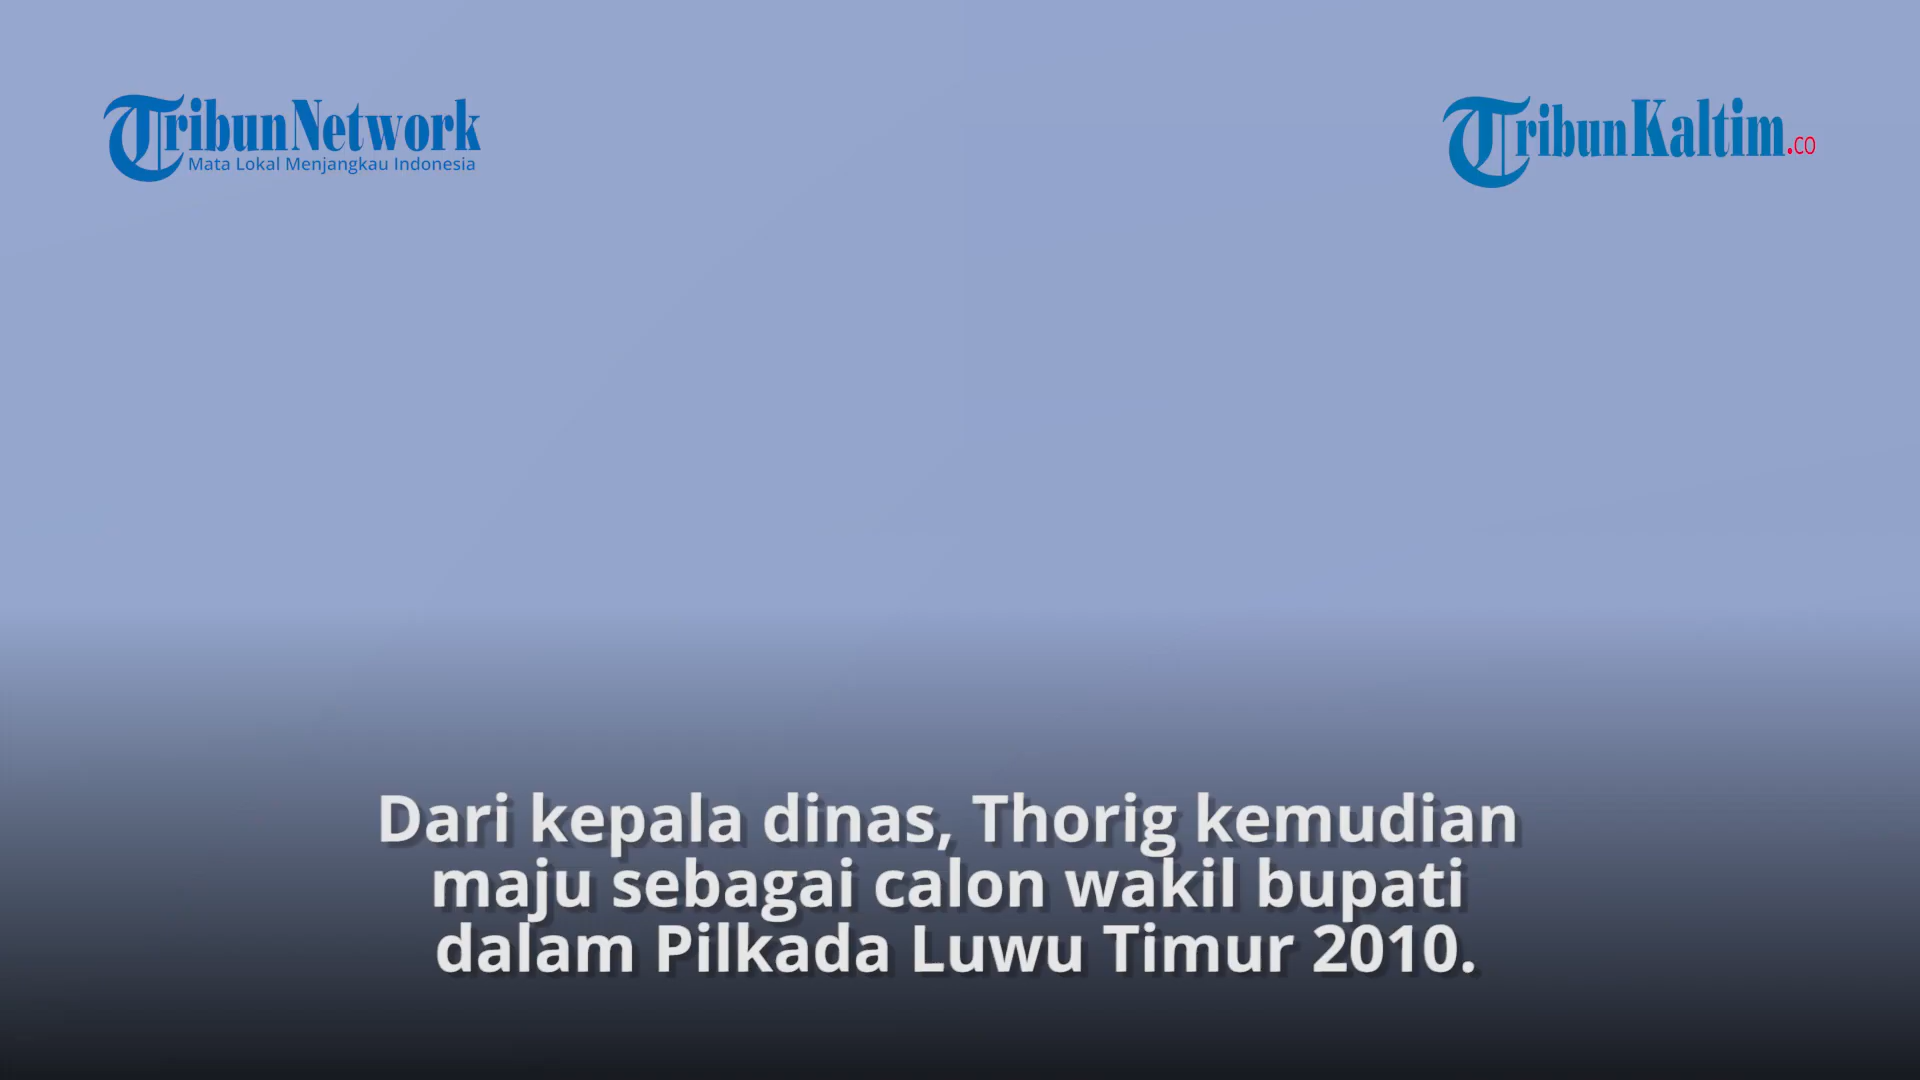 TribunNetwork
Mata Lokal Menjangkau Indonesia
TribunKaltim.co
Dari kepala dinas, Thorig kemudian
maju sebagai calon wakil bupati
dalam Pilkada Luwu Timur 2010.